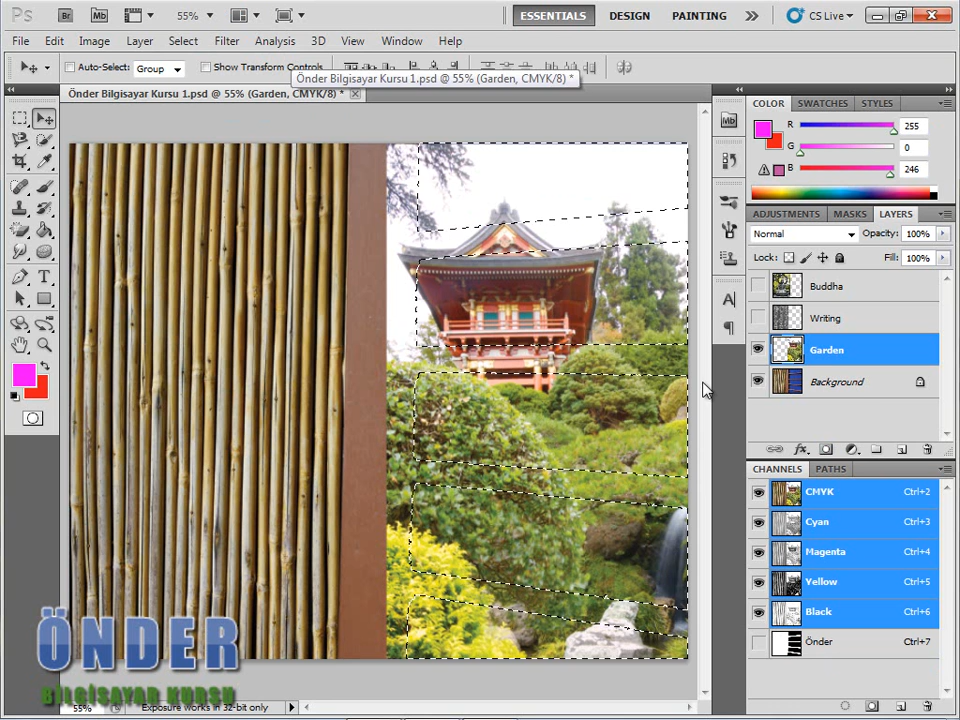 Ps Br Mb 55% ESSENTIALS DESIGN PAINTING CS Live
File Edit Image Layer Select Filter Analysis 3D View Window Help
Auto-Select: Group Show Transform Controls
Önder Bilgisayar Kursu 1.psd @ 55% (Garden, CMYK/8) *
Önder Bilgisayar Kursu 1.psd @ 55% (Garden, CMYK/8) *
COLOR SWATCHES STYLES
Mb
R 255
G 0
B 246
ADJUSTMENTS MASKS LAYERS
Normal Opacity: 100%
Lock: Fill: 100%
Buddha
Writing
Garden
Background
CHANNELS PATHS
CMYK Ctrl+2
Cyan Ctrl+3
Magenta Ctrl+4
Yellow Ctrl+5
Black Ctrl+6
Önder Ctrl+7
ÖNDER
BİLGİSAYAR KURSU
55% Exposure works in 32-bit only